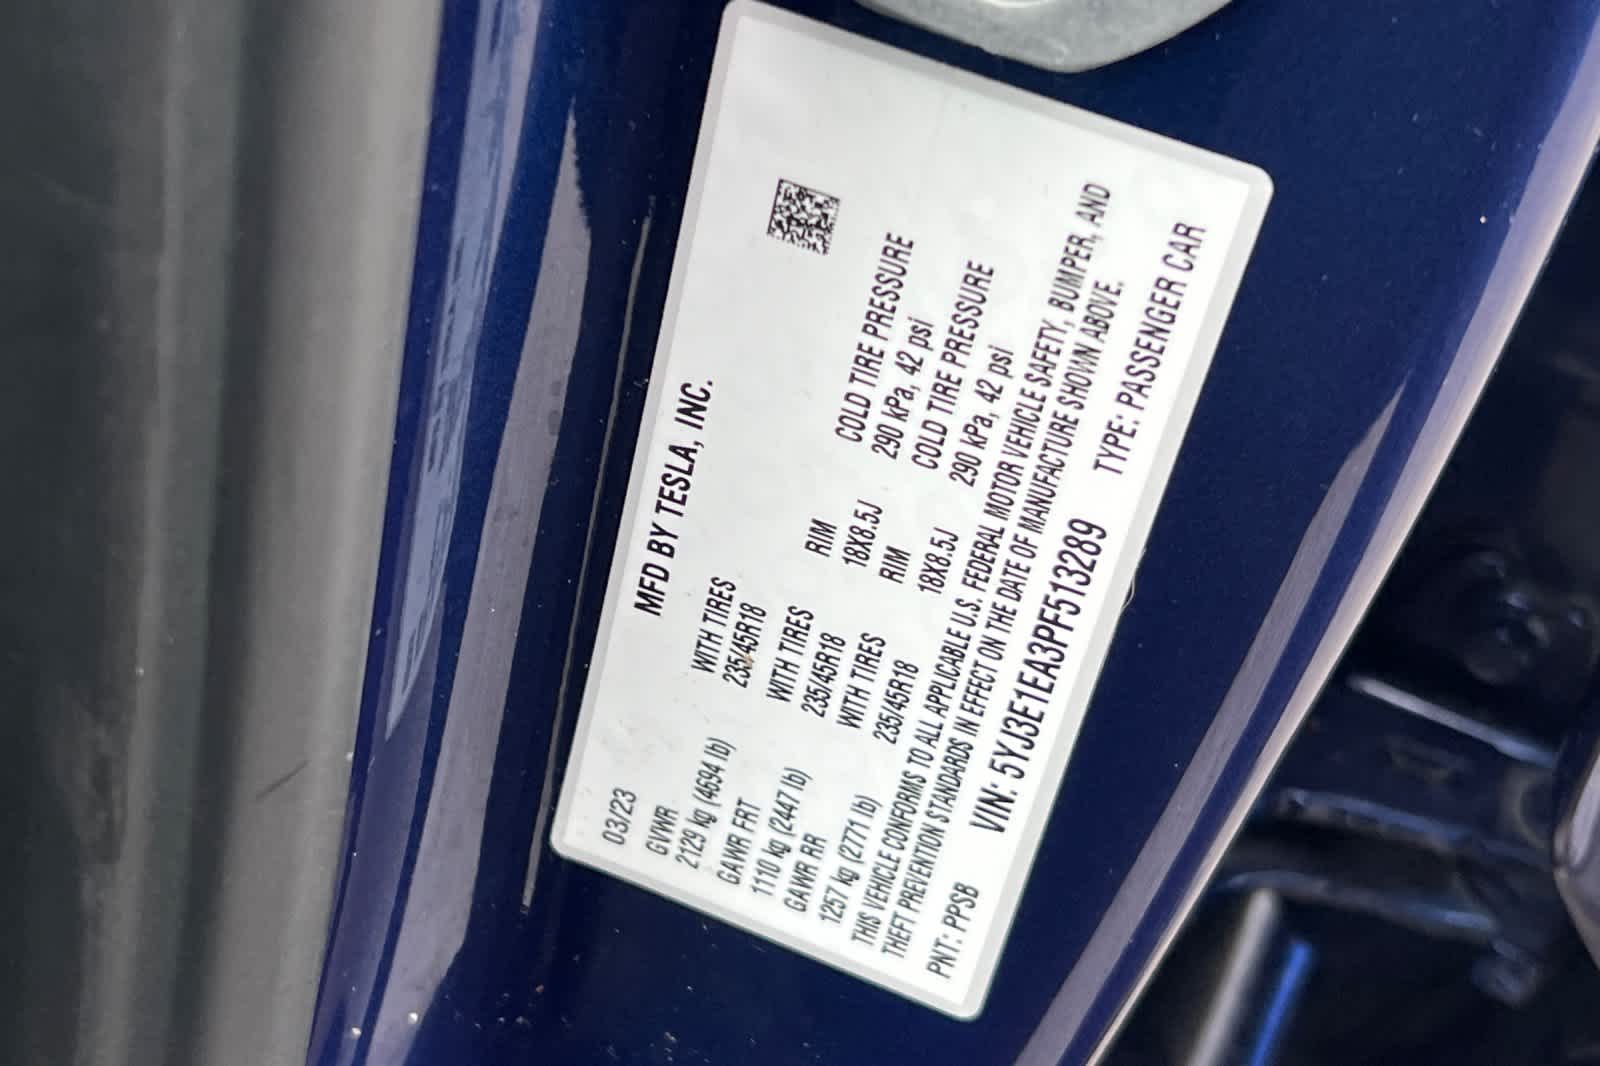 MFD BY TESLA, INC.
03/23
GVWR WITH TIRES
2129 kg (4694 lb) 235/45R18
GAWR FRT WITH TIRES RIM COLD TIRE PRESSURE
1110 kg (2447 lb) 235/45R18 18X8.5J 290 kPa, 42 psi
GAWR RR WITH TIRES RIM COLD TIRE PRESSURE
1257 kg (2771 lb) 235/45R18 18X8.5J 290 kPa, 42 psi
THIS VEHICLE CONFORMS TO ALL APPLICABLE U.S. FEDERAL MOTOR VEHICLE SAFETY, BUMPER, AND
THEFT PREVENTION STANDARDS IN EFFECT ON THE DATE OF MANUFACTURE SHOWN ABOVE.
PNT: PPSB VIN: 5YJ3E1EA3PF513289 TYPE: PASSENGER CAR